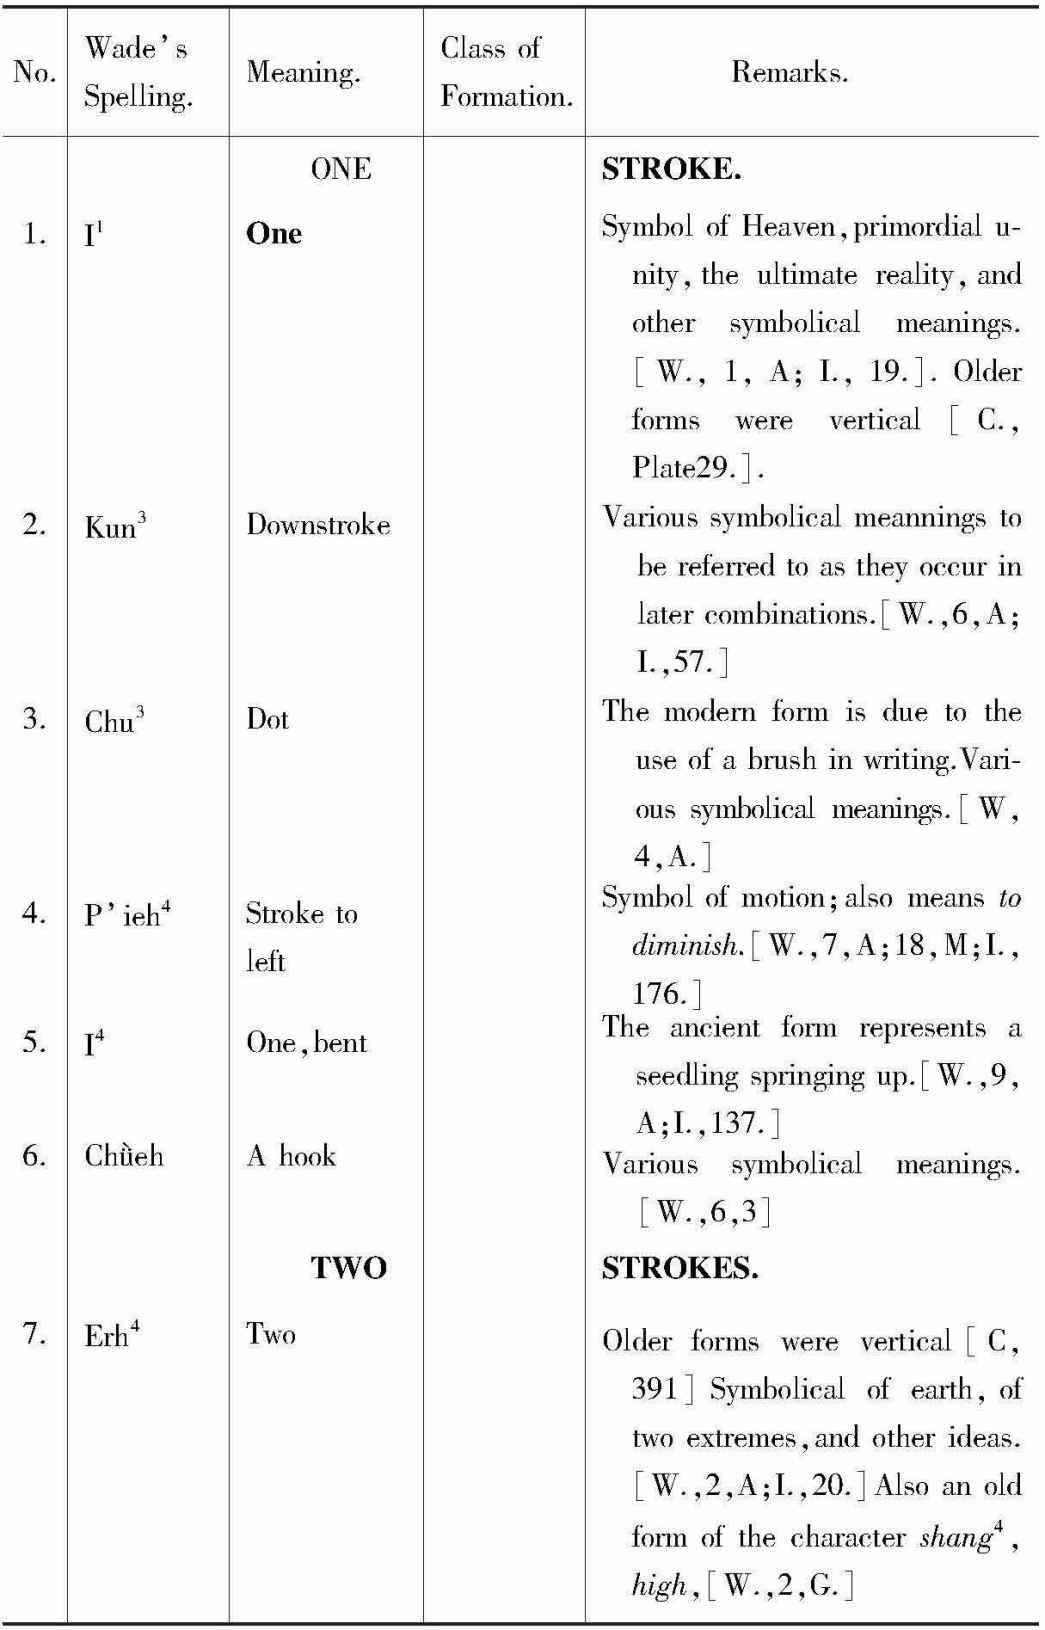 No.
Wade's
Spelling.
Meaning.
Class of
Formation.
Remarks.
ONE
STROKE.
1.
I¹
One
Symbol of Heaven,primordial u-
nity, the ultimate reality, and
other symbolical meanings.
[ W., 1, A; I., 19.]. Older
forms were vertical [ C.,
Plate29.].
2.
Kun³
Downstroke
Various symbolical meannings to
be referred to as they occur in
later combinations.[ W.,6,A;
I.,57.]
3.
Chu³
Dot
The modern form is due to the
use of a brush in writing.Vari-
ous symbolical meanings.[ W,
4,A.]
4.
P'ieh⁴
Stroke to
left
Symbol of motion;also means to
diminish.[ W.,7,A;18,M;I.,
176.]
5.
I⁴
One,bent
The ancient form represents a
seedling springing up.[ W.,9,
A;I.,137.]
6.
Chǜeh
A hook
Various symbolical meanings.
[ W.,6,3]
TWO
STROKES.
7.
Erh⁴
Two
Older forms were vertical [ C,
391] Symbolical of earth, of
two extremes,and other ideas.
[ W.,2,A;I.,20.] Also an old
form of the character shang⁴,
high,[ W.,2,G.]